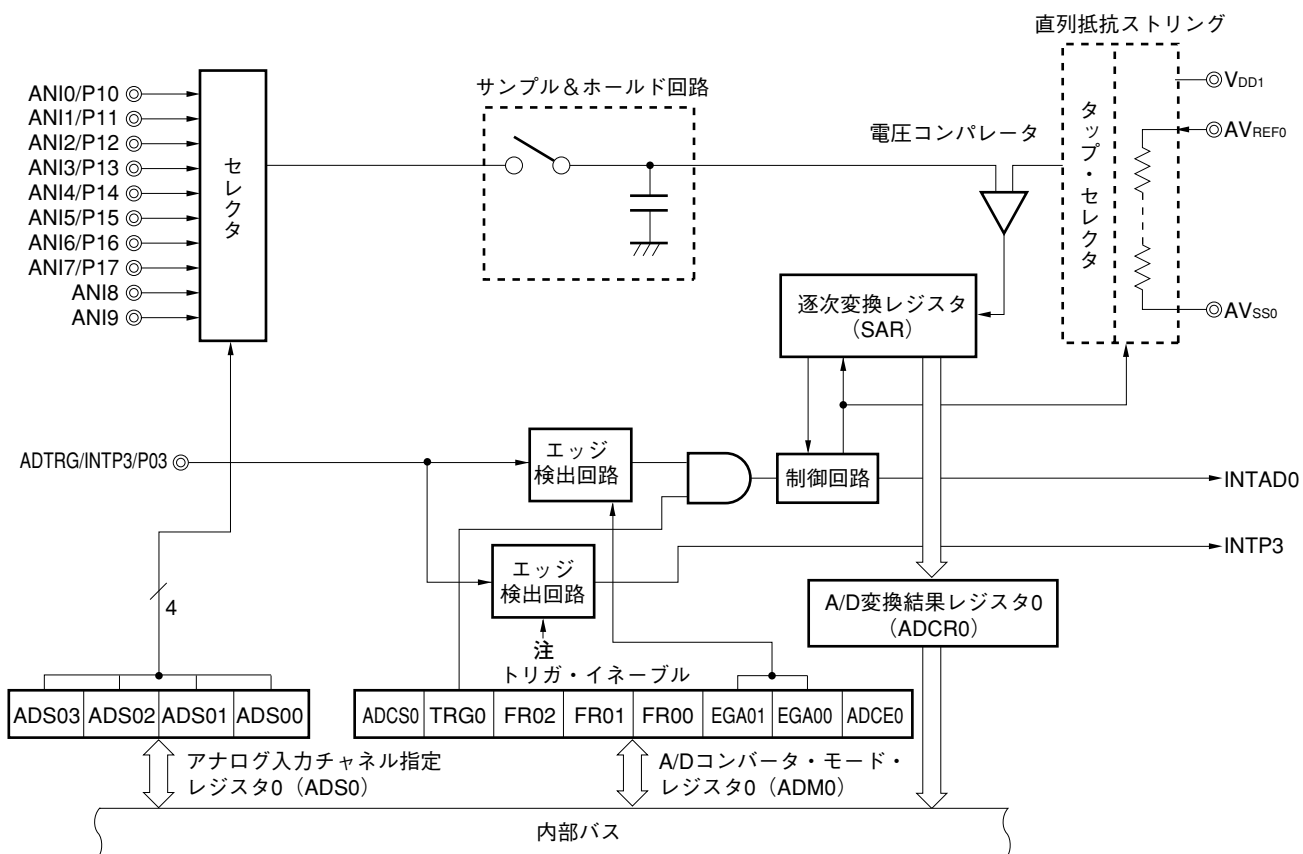 直列抵抗ストリング
サンプル＆ホールド回路
電圧コンパレータ
ANI0/P10
ANI1/P11
ANI2/P12
ANI3/P13
ANI4/P14
ANI5/P15
ANI6/P16
ANI7/P17
ANI8
ANI9
セレクタ
タップ・セレクタ
VDD1
AVREF0
AVSS0
逐次変換レジスタ
（SAR）
ADTRG/INTP3/P03
エッジ
検出回路
制御回路
INTAD0
エッジ
検出回路
INTP3
注
4
A/D変換結果レジスタ0
（ADCR0）
トリガ・イネーブル
ADS03 ADS02 ADS01 ADS00
ADCS0 TRG0 FR02 FR01 FR00 EGA01 EGA00 ADCE0
アナログ入力チャネル指定
レジスタ0（ADS0）
A/Dコンバータ・モード・
レジスタ0（ADM0）
内部バス